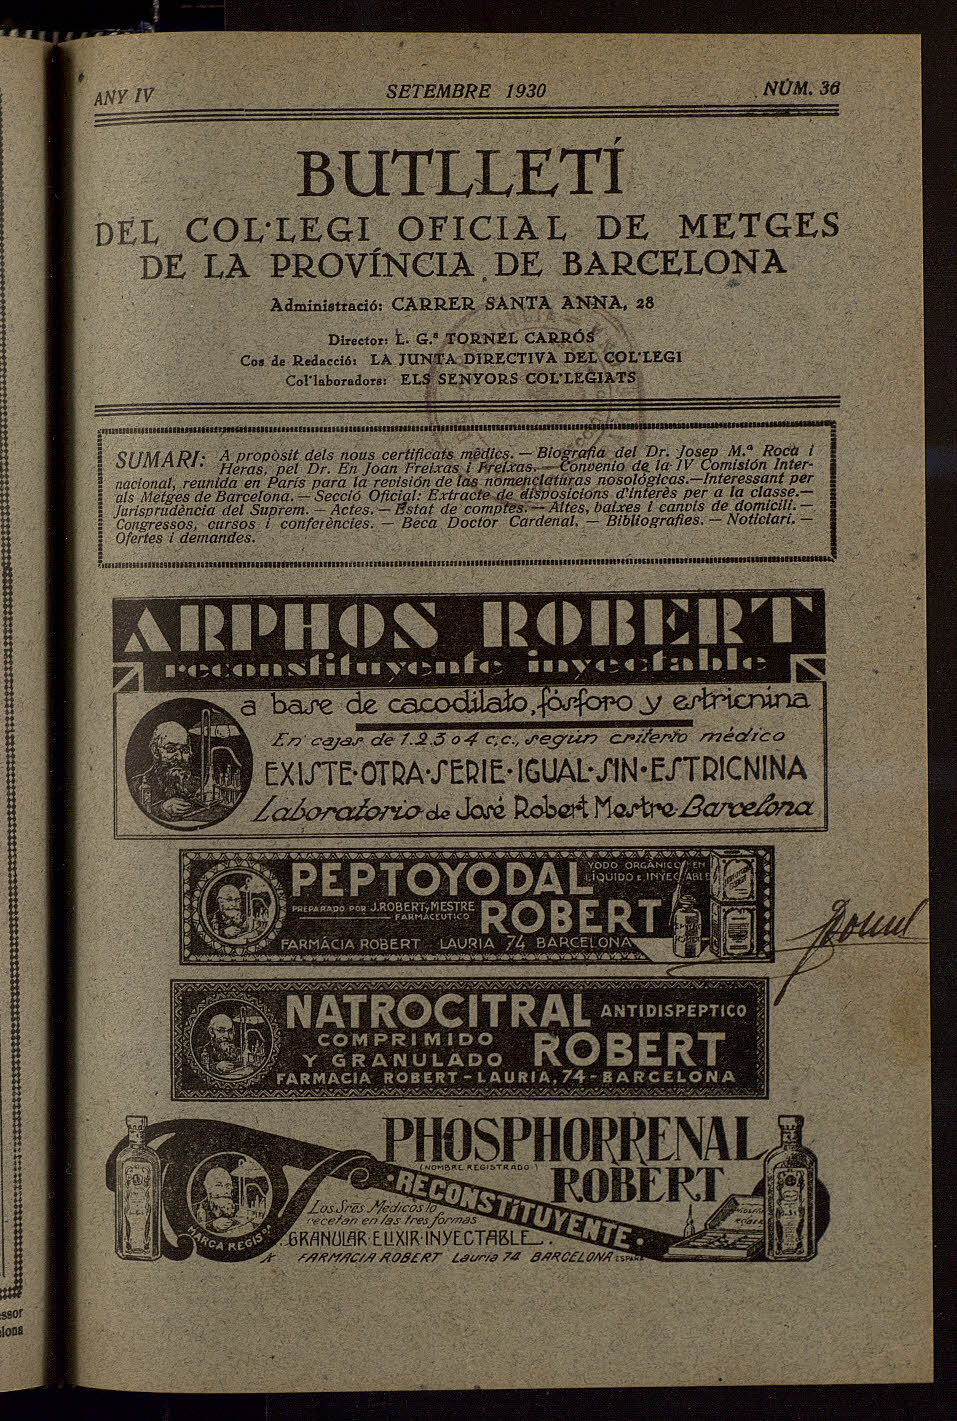 ANY IV
SETEMBRE 1930
NÚM. 36
BUTLLETÍ
DEL COL·LEGI OFICIAL DE METGES
DE LA PROVÍNCIA DE BARCELONA
Administració: CARRER SANTA ANNA, 28
Director: L. G.ª TORNEL CARRÓS
Cos de Redacció: LA JUNTA DIRECTIVA DEL COL·LEGI
Col·laboradors: ELS SENYORS COL·LEGIATS
SUMARI: A propòsit dels nous certificats mèdics. — Biografia del Dr. Josep M.ª Roca i
Heras, pel Dr. En Joan Freixas i Freixas. — Convenio de la IV Comisión Inter-
nacional, reunida en París para la revisión de las nomenclaturas nosológicas.—Interessant per
als Metges de Barcelona. — Secció Oficial: Extracte de disposicions d'interès per a la classe.—
Jurisprudència del Suprem. — Actes. — Estat de comptes. — Altes, baixes i canvis de domicili. —
Congressos, cursos i conferències. — Beca Doctor Cardenal. — Bibliografies. — Noticiari. —
Ofertes i demandes.
ARPHOS ROBERT
reconstituyente inyectable
a base de cacodilato, fósforo y estricnina
En cajas de 1.2.3 o 4 c.c., según criterio médico
EXISTE·OTRA·SERIE·IGUAL·SIN·ESTRICNINA
Laboratorio de José Robert Mestre-Barcelona
PEPTOYODAL
YODO ORGÁNICO EN
LÍQUIDO E INYECTABLE
PREPARADO POR J.ROBERT y MESTRE
FARMACEUTICO
ROBERT
FARMÁCIA ROBERT - LAURIA 74 BARCELONA
NATROCITRAL ANTIDISPEPTICO
COMPRIMIDO
Y GRANULADO
ROBERT
FARMACIA ROBERT-LAURIA, 74-BARCELONA
PHOSPHORRENAL
(NOMBRE REGISTRADO)
ROBERT
·RECONSTITUYENTE·
MARCA REGISTª
Los Sres. Médicos lo
recetan en las tres formas
GRANULAR·ELIXIR·INYECTABLE
FARMACIA ROBERT Lauria 74 BARCELONA ESPAÑA
essor
elona